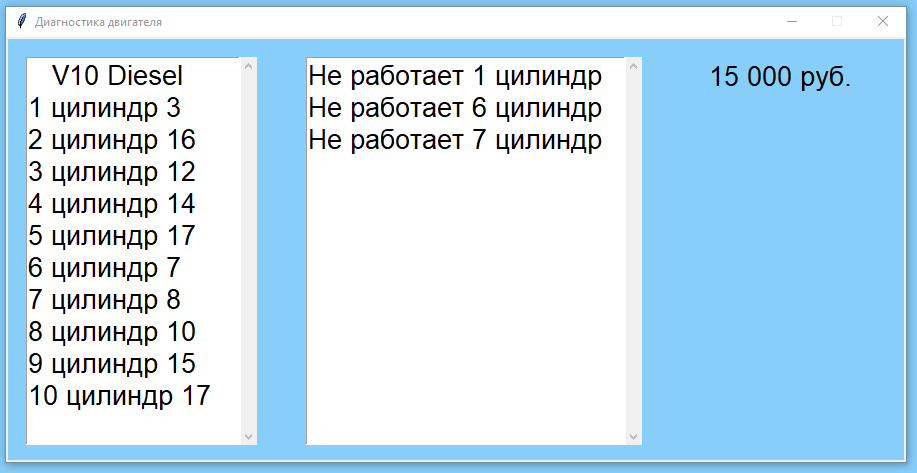 Диагностика двигателя
V10 Diesel
1 цилиндр 3
2 цилиндр 16
3 цилиндр 12
4 цилиндр 14
5 цилиндр 17
6 цилиндр 7
7 цилиндр 8
8 цилиндр 10
9 цилиндр 15
10 цилиндр 17
Не работает 1 цилиндр
Не работает 6 цилиндр
Не работает 7 цилиндр
15 000 руб.